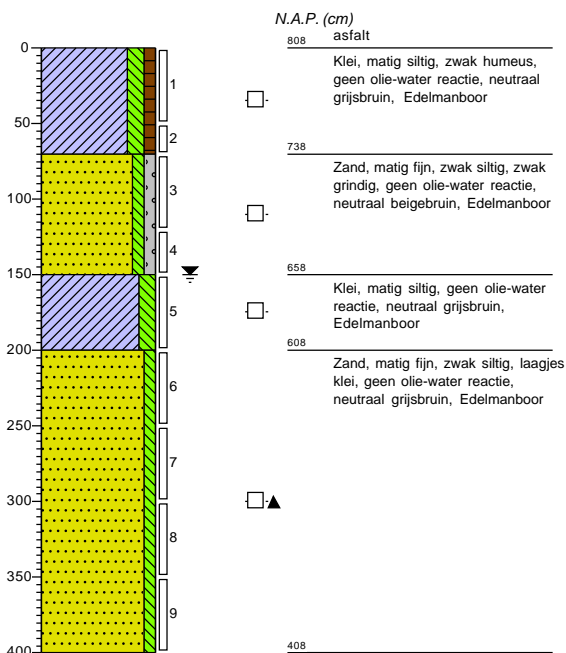 N.A.P. (cm)
808 asfalt
0
Klei, matig siltig, zwak humeus,
geen olie-water reactie, neutraal
grijsbruin, Edelmanboor
1
50
2
738
Zand, matig fijn, zwak siltig, zwak
grindig, geen olie-water reactie,
neutraal beigebruin, Edelmanboor
3
100
4
150
658
Klei, matig siltig, geen olie-water
reactie, neutraal grijsbruin,
Edelmanboor
5
200
608
Zand, matig fijn, zwak siltig, laagjes
klei, geen olie-water reactie,
neutraal grijsbruin, Edelmanboor
6
250
7
300
8
350
9
400
408